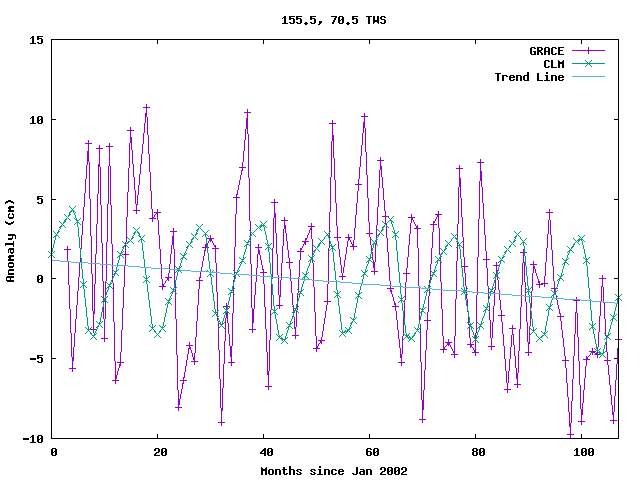 155.5, 70.5 TWS
GRACE
CLM
Trend Line
Anomaly (cm)
15
10
5
0
-5
-10
0 20 40 60 80 100
Months since Jan 2002